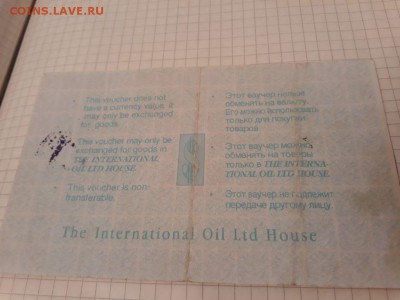 COINS.LAVE.RU
This voucher does not
have a currency value, it
may only be exchanged
for goods.
This voucher may only be
exchanged for goods in
THE INTERNATIONAL
OIL LTD HOUSE.
This voucher is non-
transferable.
Этот ваучер нельзя
обменить на валюту.
Его можно использовать
только для покупки
товаров.
Этот ваучер можно
обменить на товары
только в THE INTERNA-
TIONAL OIL LTD HOUSE.
Этот ваучер не подлежит
передаче другому лицу.
The International Oil Ltd House